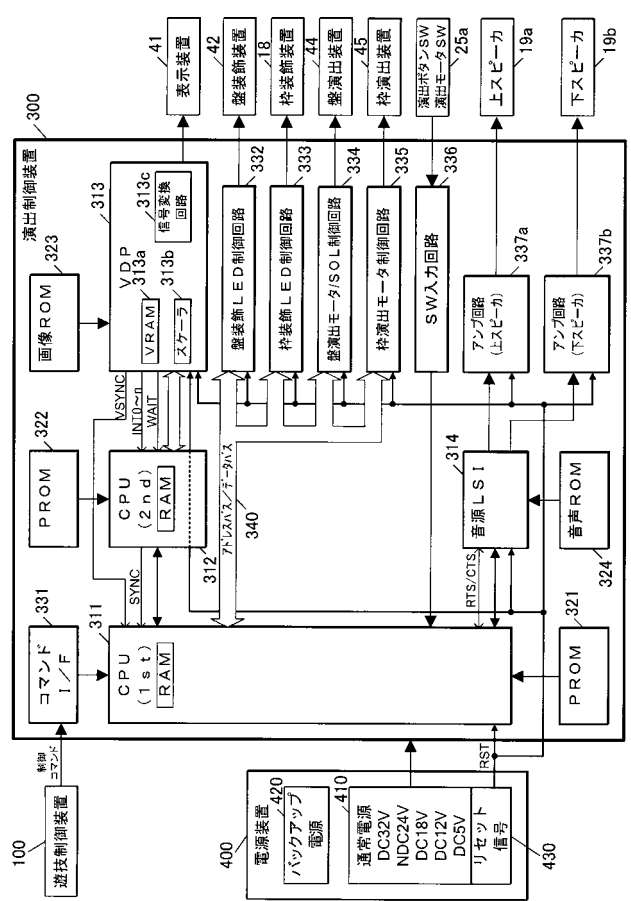 300
演出制御装置
画像ROM
323
VDP
313
313a
VRAM
313b
スケーラ
313c
信号変換
回路
表示装置
41
盤装飾装置
42
枠装飾装置
18
盤演出装置
44
枠演出装置
45
演出ボタンSW
演出モータSW
25a
上スピーカ
19a
下スピーカ
19b
盤装飾LED制御回路
332
枠装飾LED制御回路
333
盤演出モータ/SOL制御回路
334
枠演出モータ制御回路
335
SW入力回路
336
アンプ回路
(上スピーカ)
337a
アンプ回路
(下スピーカ)
337b
VSYNC
INT0~n
WAIT
PROM
322
CPU
(2nd)
RAM
312
SYNC
アドレスバス/データバス
340
音源LSI
314
音声ROM
324
RTS/CTS
コマンド
I/F
331
311
CPU
(1st)
RAM
PROM
321
制御
コマンド
遊技制御装置
100
RST
電源装置
400
バックアップ
電源
420
410
通常電源
DC32V
NDC24V
DC18V
DC12V
DC5V
リセット
信号
430